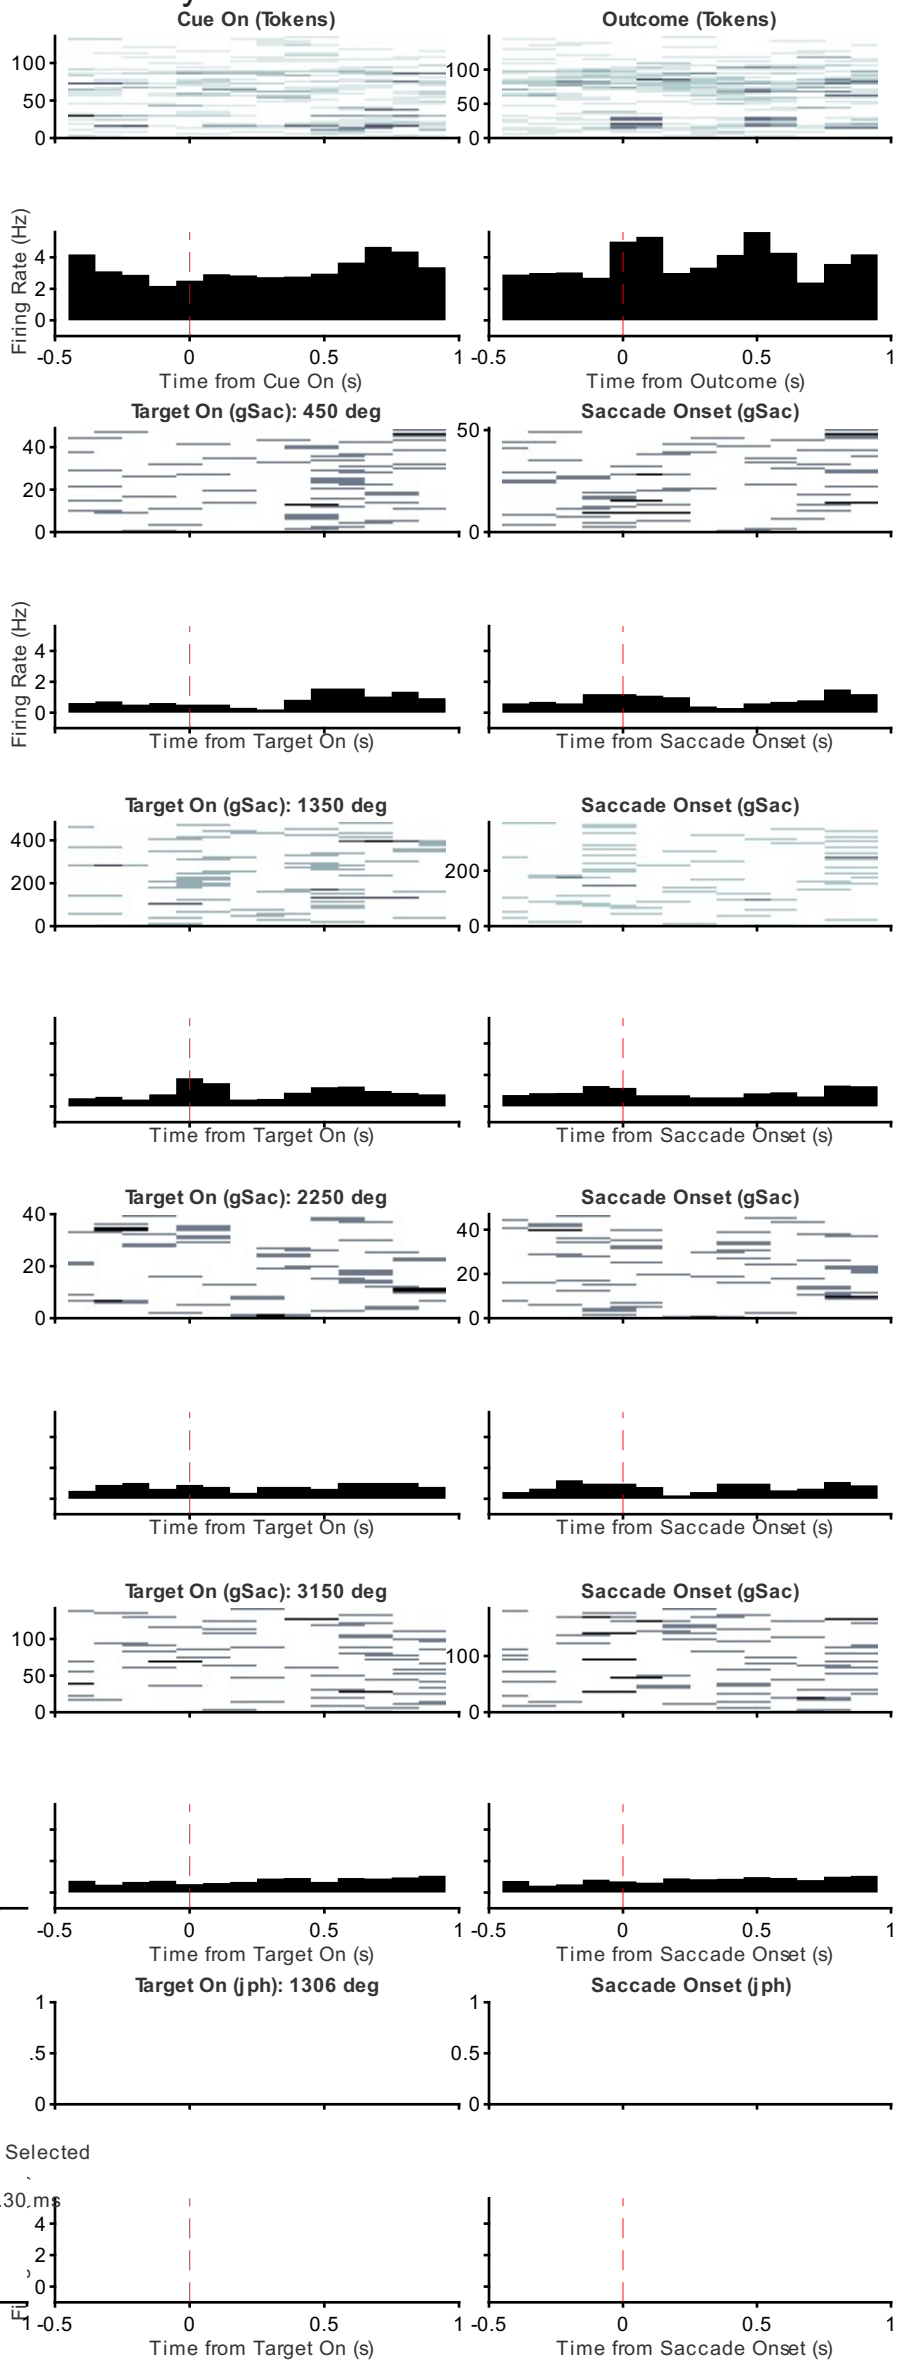 Cue On (Tokens) Outcome (Tokens)
100 100
50 50
0 0
Firing Rate (Hz)
4
2
0
-0.5 0 0.5 1 -0.5 0 0.5 1
Time from Cue On (s) Time from Outcome (s)
Target On (gSac): 450 deg Saccade Onset (gSac)
40 50
20
0 0
Firing Rate (Hz)
4
2
0
Time from Target On (s) Time from Saccade Onset (s)
Target On (gSac): 1350 deg Saccade Onset (gSac)
400
200 200
0 0
Time from Target On (s) Time from Saccade Onset (s)
Target On (gSac): 2250 deg Saccade Onset (gSac)
40 40
20 20
0 0
Time from Target On (s) Time from Saccade Onset (s)
Target On (gSac): 3150 deg Saccade Onset (gSac)
100 100
50
0 0
-0.5 0 0.5 1 -0.5 0 0.5 1
Time from Target On (s) Time from Saccade Onset (s)
Target On (jph): 1306 deg Saccade Onset (jph)
1 1
.5 0.5
0 0
Selected
.30 ms
4
2
0
1 -0.5 0 0.5 1 -0.5 0 0.5 1
Time from Target On (s) Time from Saccade Onset (s)